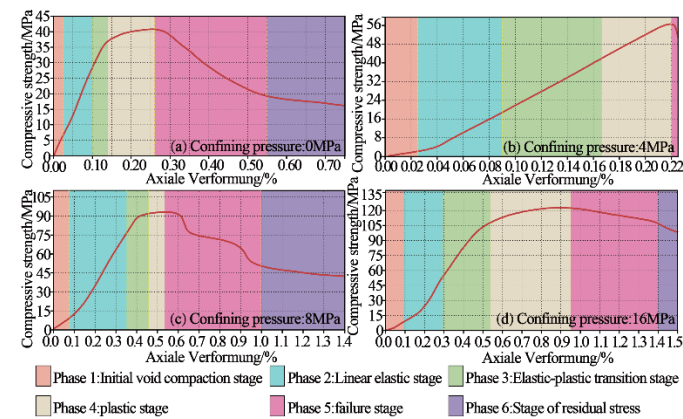 Compressive strength/MPa
45
40
35
30
25
20
15
10
5
0
0.00 0.10 0.20 0.30 0.40 0.50 0.60 0.70
(a) Confining pressure:0MPa
Axiale Verformung/%
Compressive strength/MPa
56
48
40
32
24
16
8
0
0.00 0.02 0.04 0.06 0.08 0.10 0.12 0.14 0.16 0.18 0.20 0.22
(b) Confining pressure:4MPa
Axiale Verformung/%
Compressive strength/MPa
105
90
75
60
45
30
15
0
0.1 0.2 0.3 0.4 0.5 0.6 0.7 0.8 0.9 1.0 1.1 1.2 1.3 1.4
(c) Confining pressure:8MPa
Axiale Verformung/%
Compressive strength/MPa
135
120
105
90
75
60
45
30
15
0
0.1 0.2 0.3 0.4 0.5 0.6 0.7 0.8 0.9 1.0 1.1 1.2 1.3 1.4 1.5
(d) Confining pressure:16MPa
Axiale Verformung/%
Phase 1:Initial void compaction stage
Phase 2:Linear elastic stage
Phase 3:Elastic-plastic transition stage
Phase 4:plastic stage
Phase 5:failure stage
Phase 6:Stage of residual stress